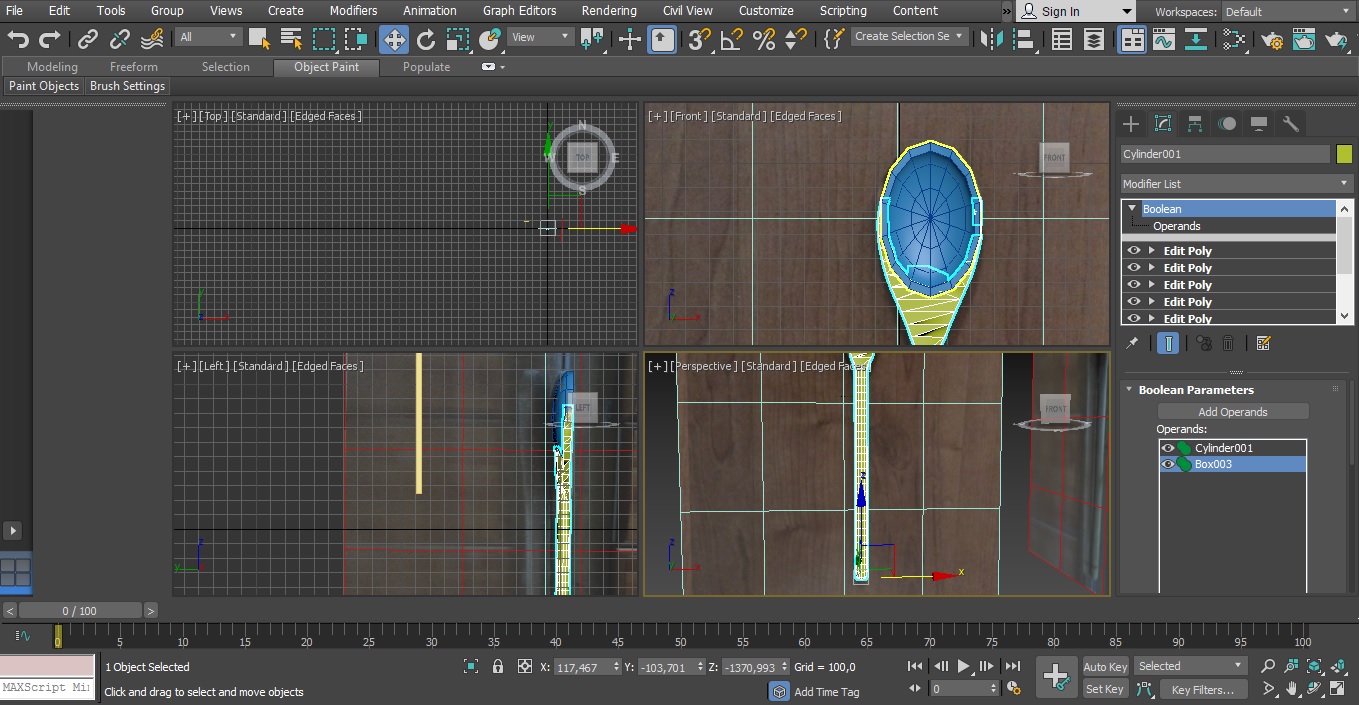 File Edit Tools Group Views Create Modifiers Animation Graph Editors Rendering Civil View Customize Scripting Content » Sign In Workspaces: Default
All View Create Selection Se
Modeling Freeform Selection Object Paint Populate
Paint Objects Brush Settings
[+] [Top] [Standard] [Edged Faces]
N
W TOP E
S
y
y
z x
[+] [Front] [Standard] [Edged Faces]
FRONT
z
x
[+] [Left] [Standard] [Edged Faces]
LEFT
z
y
[+] [Perspective] [Standard] [Edged Faces]
FRONT
z
z
x
x
Cylinder001
Modifier List
Boolean
Operands
Edit Poly
Edit Poly
Edit Poly
Edit Poly
Edit Poly
Boolean Parameters
Add Operands
Operands:
Cylinder001
Box003
< 0 / 100 >
0 5 10 15 20 25 30 35 40 45 50 55 60 65 70 75 80 85 90 95 100
1 Object Selected X: 117,467 Y: -103,701 Z: -1370,993 Grid = 100,0 Auto Key Selected
MAXScript Mi
Click and drag to select and move objects Add Time Tag 0 Set Key Key Filters...